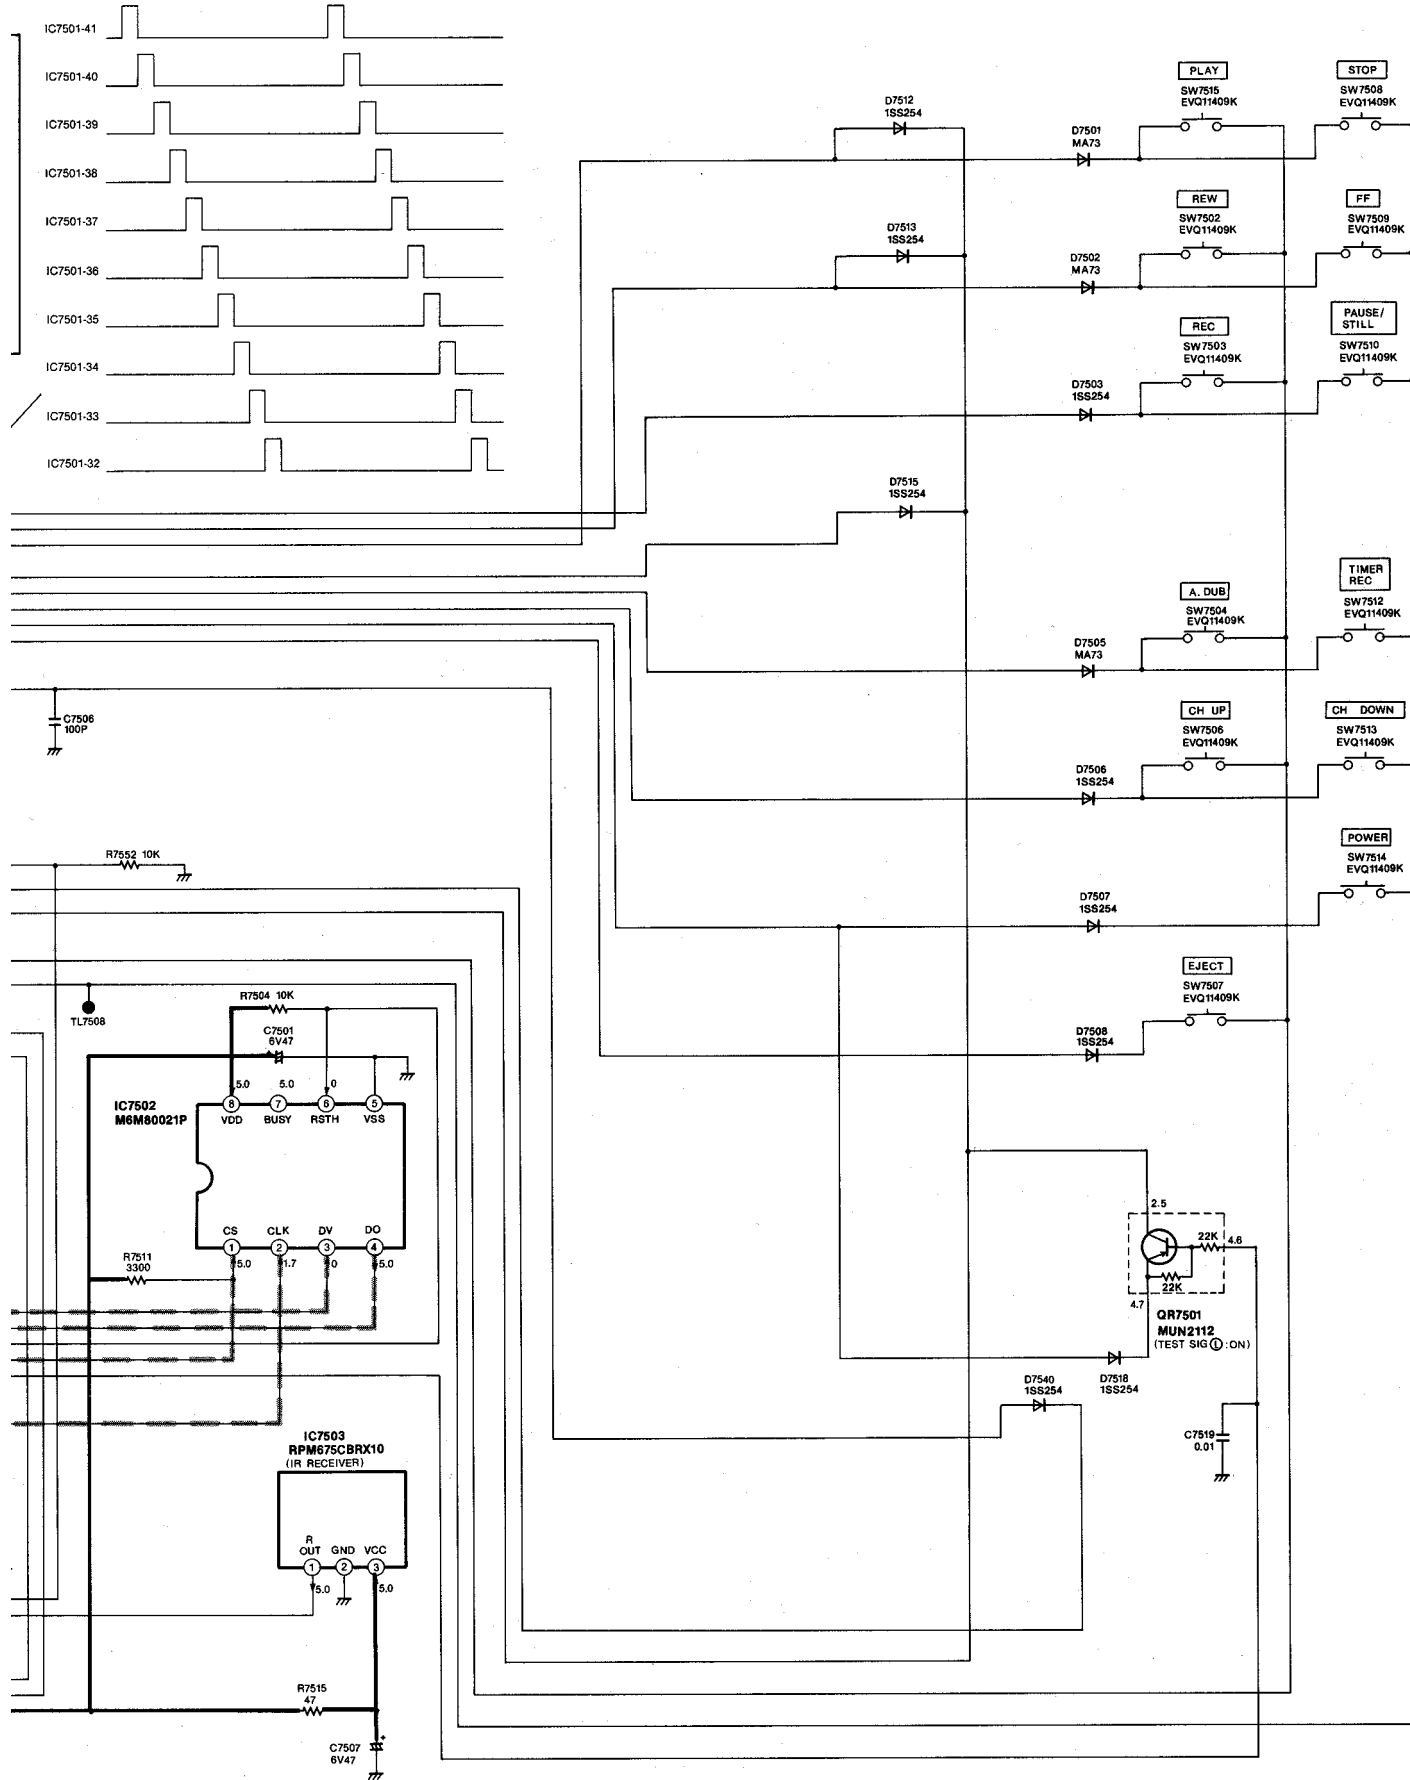 IC7501-41
IC7501-40
IC7501-39
IC7501-38
IC7501-37
IC7501-36
IC7501-35
IC7501-34
IC7501-33
IC7501-32
D7512
1SS254
D7501
MA73
PLAY
SW7515
EVQ11409K
STOP
SW7508
EVQ11409K
D7513
1SS254
D7502
MA73
REW
SW7502
EVQ11409K
FF
SW7509
EVQ11409K
D7503
1SS254
REC
SW7503
EVQ11409K
PAUSE/
STILL
SW7510
EVQ11409K
D7515
1SS254
D7505
MA73
A. DUB
SW7504
EVQ11409K
TIMER
REC
SW7512
EVQ11409K
C7506
100P
D7506
1SS254
CH UP
SW7506
EVQ11409K
CH DOWN
SW7513
EVQ11409K
R7552 10K
D7507
1SS254
POWER
SW7514
EVQ11409K
TL7508
R7504 10K
C7501
6V47
D7508
1SS254
EJECT
SW7507
EVQ11409K
IC7502
M6M80021P
5.0
5.0
0
8
7
6
5
VDD
BUSY
RSTH
VSS
CS
CLK
DV
DO
1
2
3
4
5.0
1.7
0
5.0
R7511
3300
2.5
22K
4.6
22K
4.7
QR7501
MUN2112
(TEST SIG L :ON)
D7518
1SS254
D7540
1SS254
C7519
0.01
IC7503
RPM675CBRX10
(IR RECEIVER)
R
OUT
GND
VCC
1
2
3
5.0
5.0
R7515
47
C7507
6V47
+